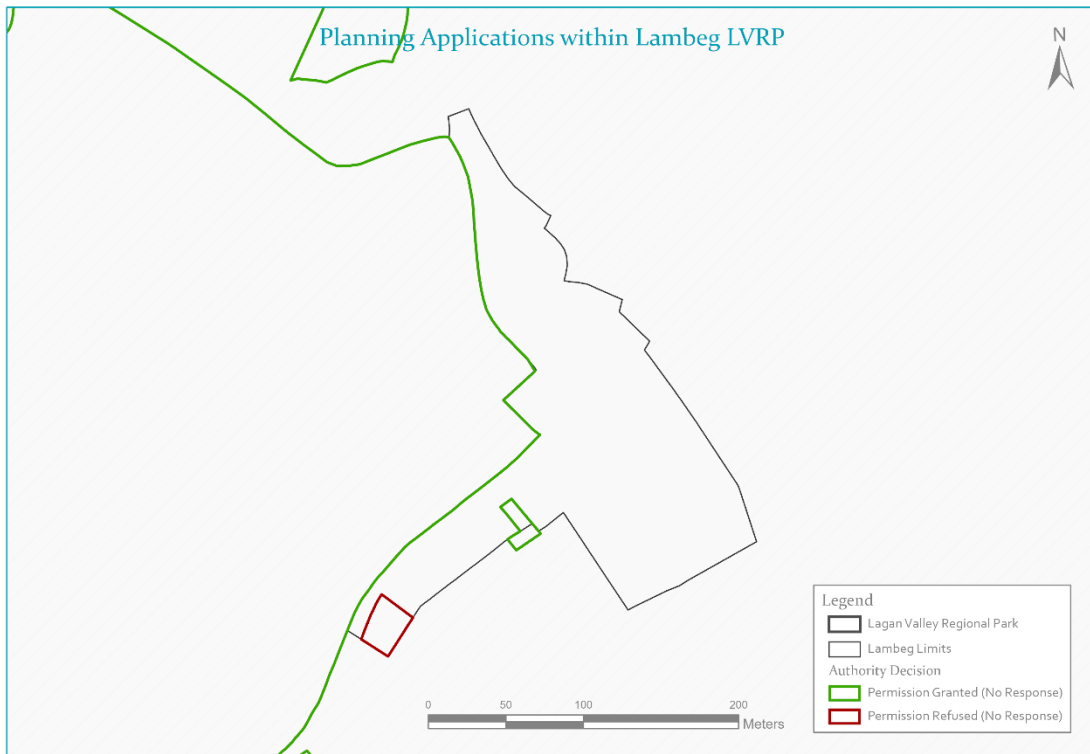 Planning Applications within Lambeg LVRP
N
Legend
Lagan Valley Regional Park
Lambeg Limits
Authority Decision
Permission Granted (No Response)
Permission Refused (No Response)
0 50 100 200
Meters